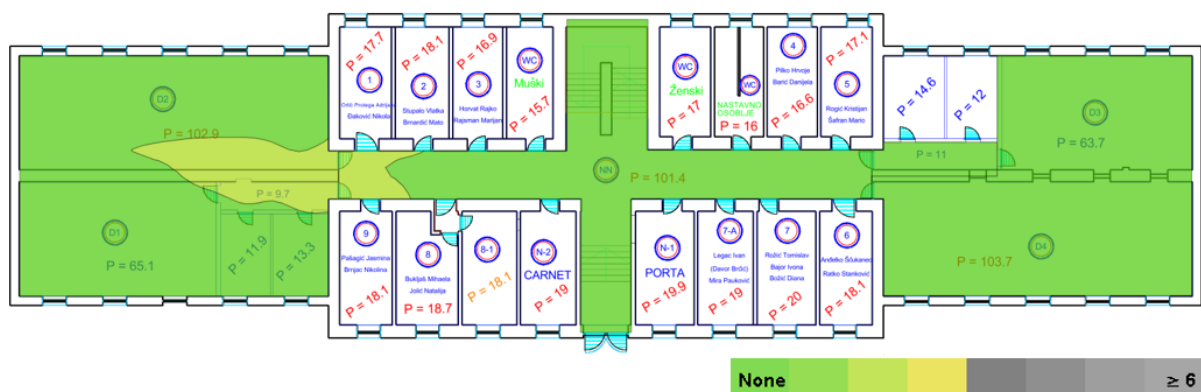 P = 17.7
1
Đaković Nikola
P = 18.1
2
Stupalo Vlatka
Brnardić Mato
P = 16.9
3
Horvat Rajko
Rajsman Marijan
WC
Muški
P = 15.7
WC
Ženski
P = 17
WC
NASTAVNO
OSOBLJE
P = 16
4
Pilko Hrvoje
Barić Danijela
P = 16.6
P = 17.1
5
Rogić Kristijan
Šafran Mario
P = 14.6
P = 12
D3
P = 63.7
P = 11
D2
P = 102.9
P = 9.7
NN
P = 101.4
D1
P = 65.1
P = 11.9
P = 13.3
9
Pašagić Jasmina
Brnjac Nikolina
P = 18.1
8
Bukljaš Mihaela
Jolić Natalija
P = 18.7
8-1
P = 18.1
N-2
CARNET
P = 19
N-1
PORTA
P = 19.9
7-A
Legac Ivan
(Davor Brčić)
Mira Pauković
P = 19
7
Rožić Tomislav
Bajor Ivona
Božić Diana
P = 20
6
Anđelko Ščukanec
Ratko Stanković
P = 18.1
D4
P = 103.7
None
≥ 6